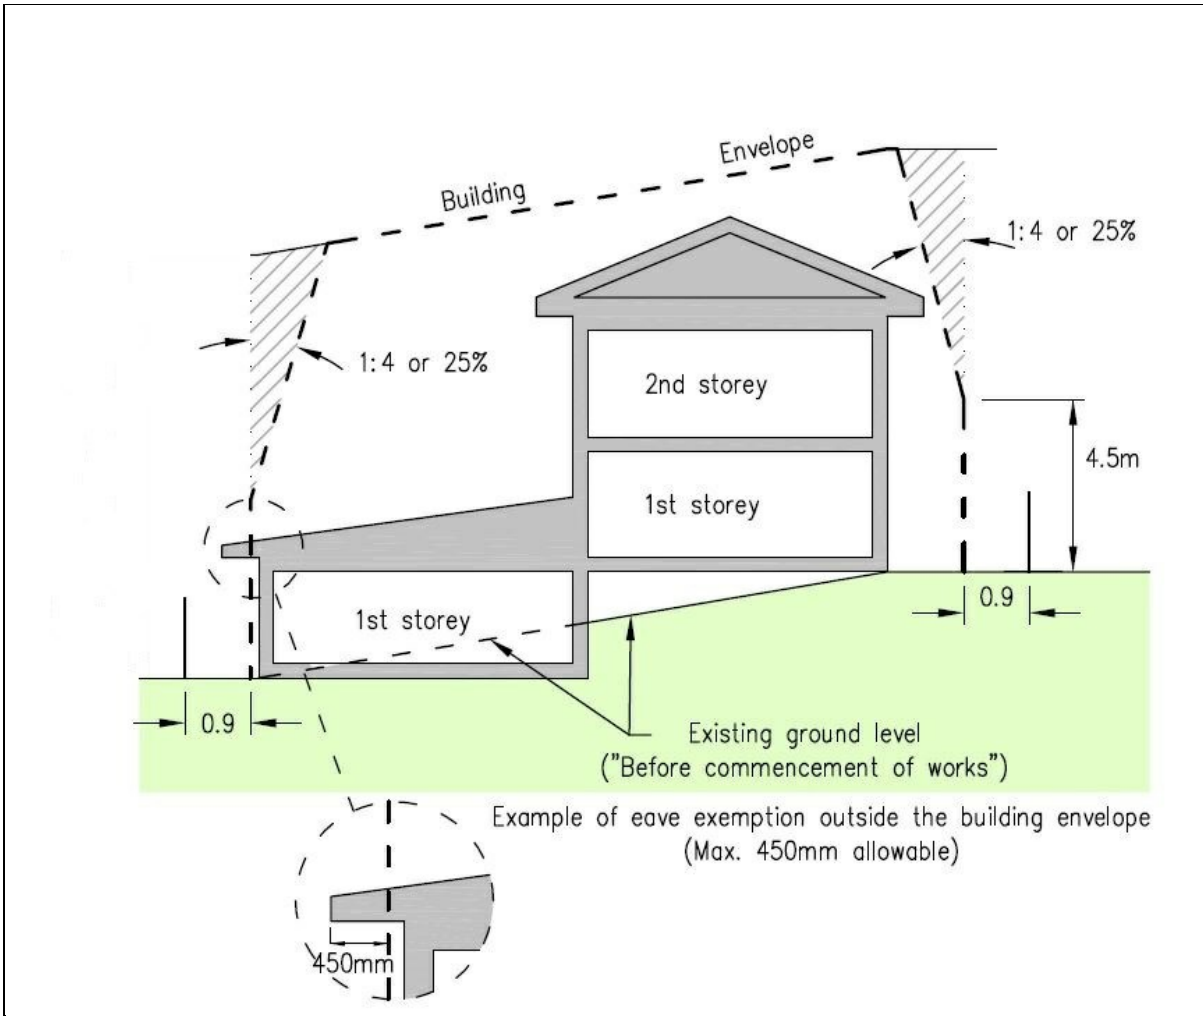 Envelope
Building
1:4 or 25%
1:4 or 25%
2nd storey
4.5m
1st storey
0.9
1st storey
0.9
Existing ground level
("Before commencement of works")
Example of eave exemption outside the building envelope
(Max. 450mm allowable)
450mm